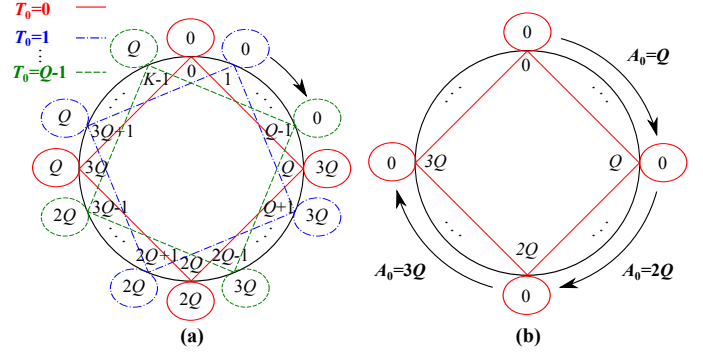 T₀=0
T₀=1
⋮
T₀=Q-1
Q
0
0
K-1
0
1
Q
3Q+1
Q-1
0
Q
3Q
Q
3Q
2Q
3Q-1
Q+1
3Q
2Q+1
2Q
2Q-1
2Q
2Q
3Q
(a)
0
A₀=Q
0
⋯
⋯
0
3Q
Q
0
⋯
⋯
2Q
A₀=3Q
A₀=2Q
0
(b)